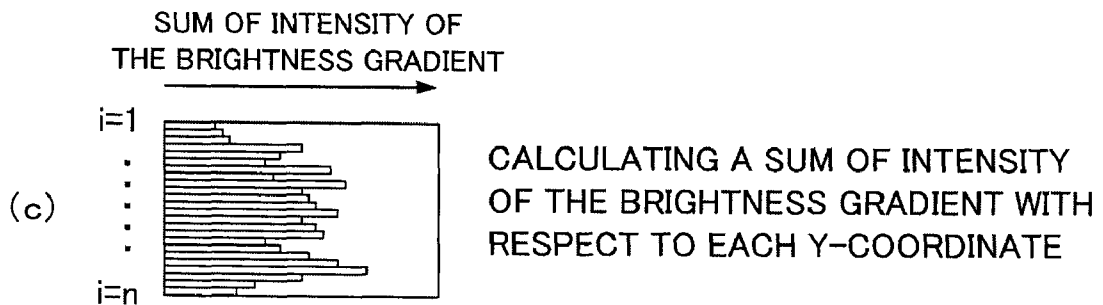 SUM OF INTENSITY OF
THE BRIGHTNESS GRADIENT
i=1
(c)
i=n
CALCULATING A SUM OF INTENSITY
OF THE BRIGHTNESS GRADIENT WITH
RESPECT TO EACH Y-COORDINATE